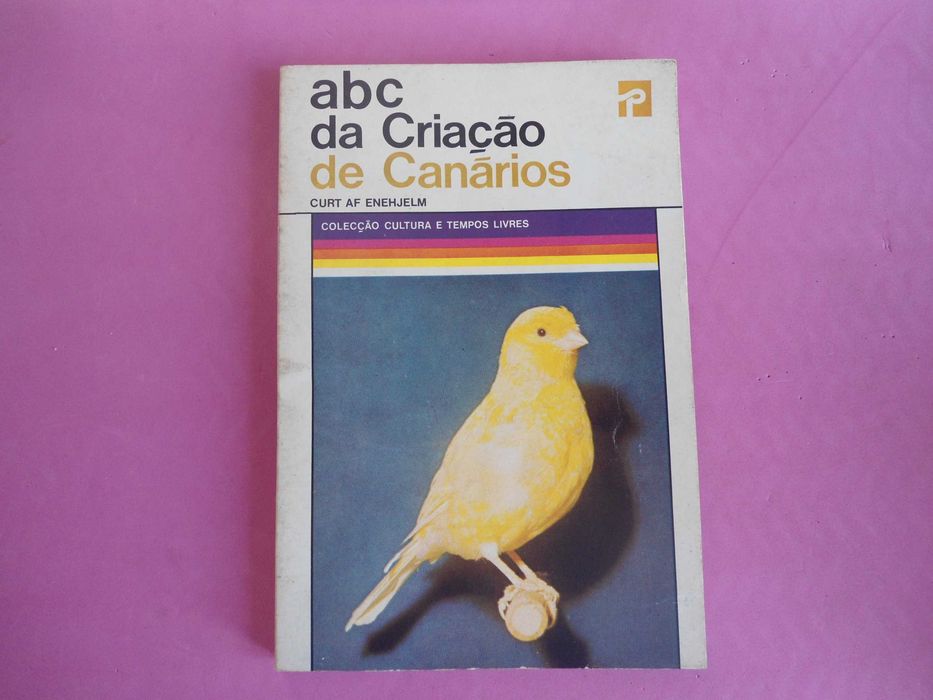 abc
da Criação
de Canários
CURT AF ENEHJELM
COLECÇÃO CULTURA E TEMPOS LIVRES